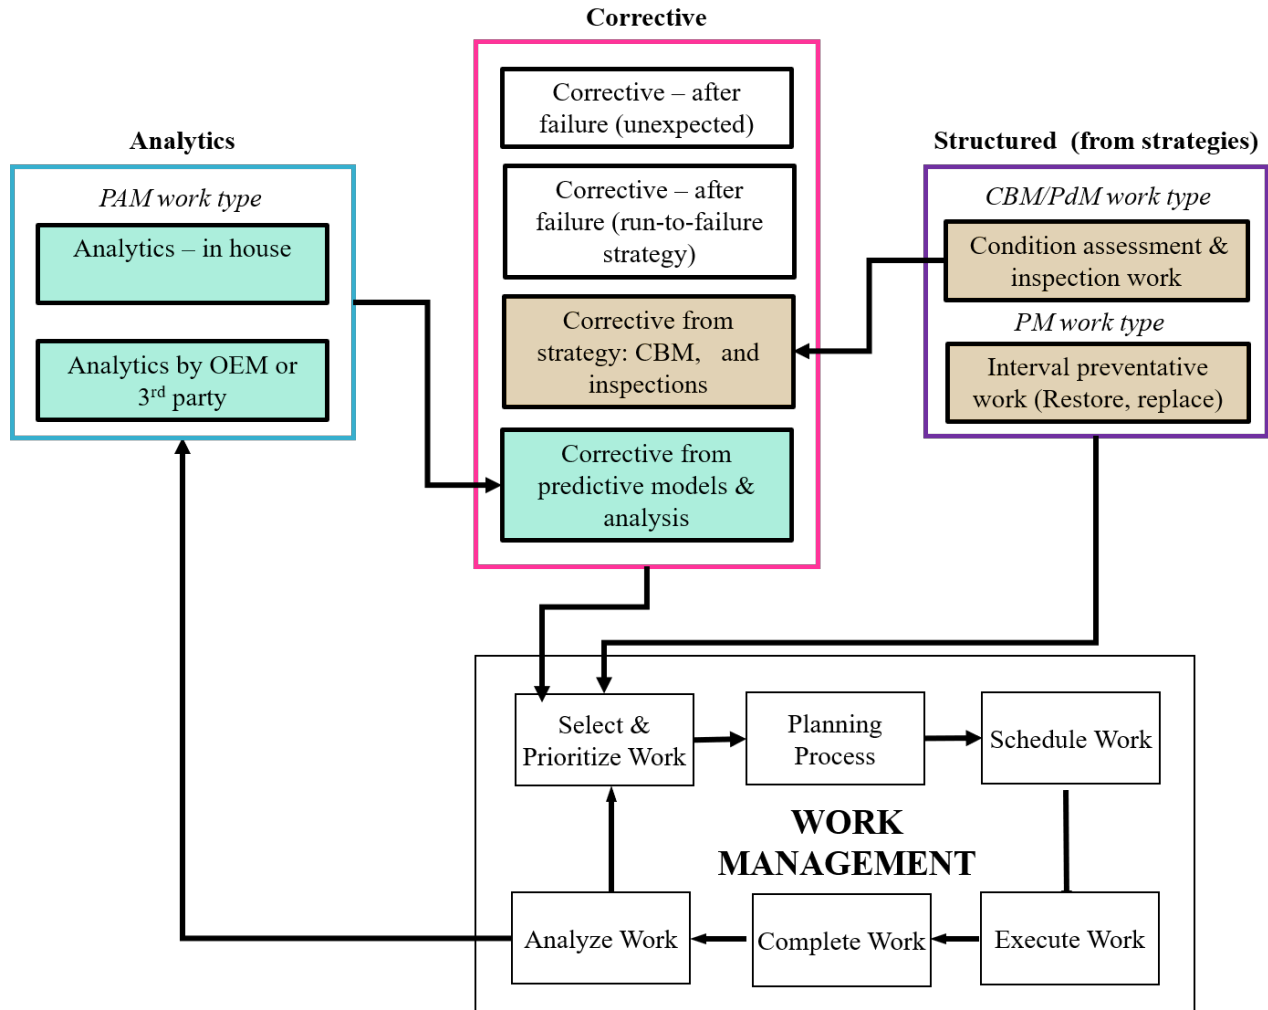 Corrective
Corrective – after
failure (unexpected)
Corrective – after
failure (run-to-failure
strategy)
Corrective from
strategy: CBM, and
inspections
Corrective from
predictive models &
analysis
Analytics
PAM work type
Analytics – in house
Analytics by OEM or
3rd party
Structured (from strategies)
CBM/PdM work type
Condition assessment &
inspection work
PM work type
Interval preventative
work (Restore, replace)
Select &
Prioritize Work
Planning
Process
Schedule Work
WORK
MANAGEMENT
Analyze Work
Complete Work
Execute Work